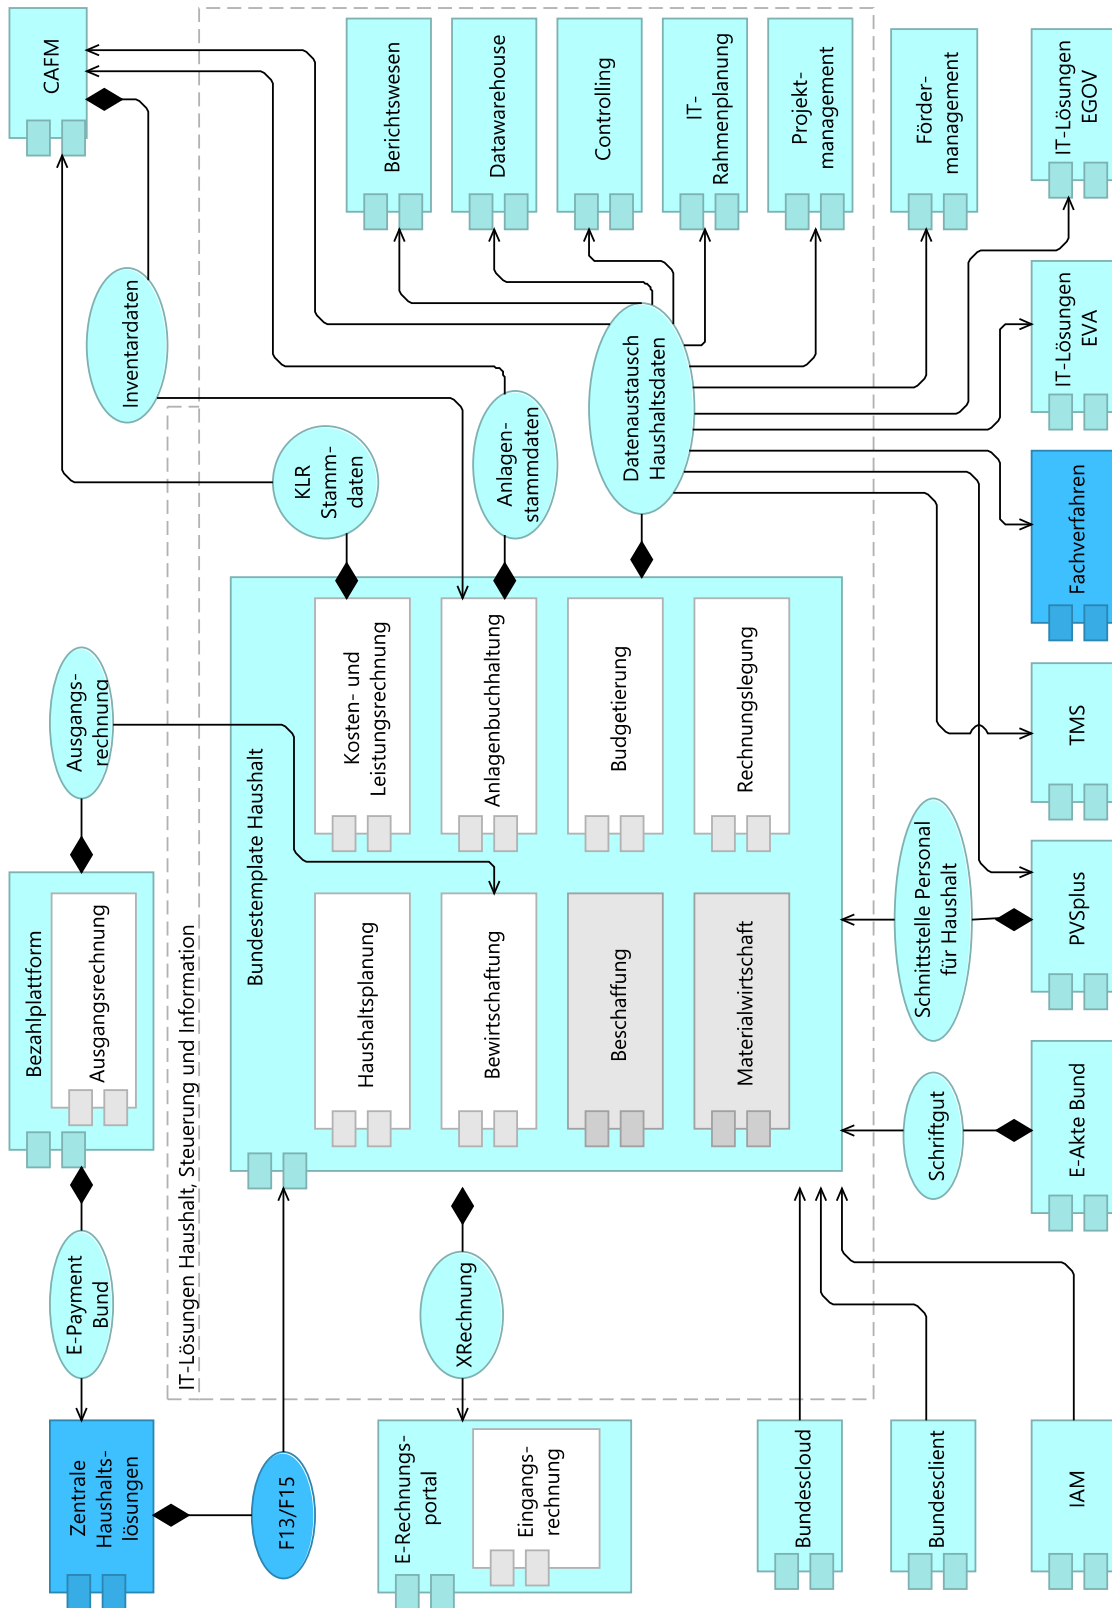 CAFM
Berichtswesen
Datawarehouse
Controlling
IT-
Rahmenplanung
Projekt-
management
Förder-
management
IT-Lösungen
EGOV
Inventardaten
IT-Lösungen
EVA
Datenaustausch
Haushaltsdaten
KLR
Stamm-
daten
Anlagen-
stammdaten
Fachverfahren
Ausgangs-
rechnung
Bundestemplate Haushalt
Kosten- und
Leistungsrechnung
Anlagenbuchhaltung
Budgetierung
Rechnungslegung
TMS
Bezahlplattform
Ausgangsrechnung
IT-Lösungen Haushalt, Steuerung und Information
Haushaltsplanung
Bewirtschaftung
Beschaffung
Materialwirtschaft
Schnittstelle Personal
für Haushalt
PVSplus
Schriftgut
E-Akte Bund
E-Payment
Bund
XRechnung
Zentrale
Haushalts-
lösungen
F13/F15
E-Rechnungs-
portal
Eingangs-
rechnung
Bundescloud
Bundesclient
IAM